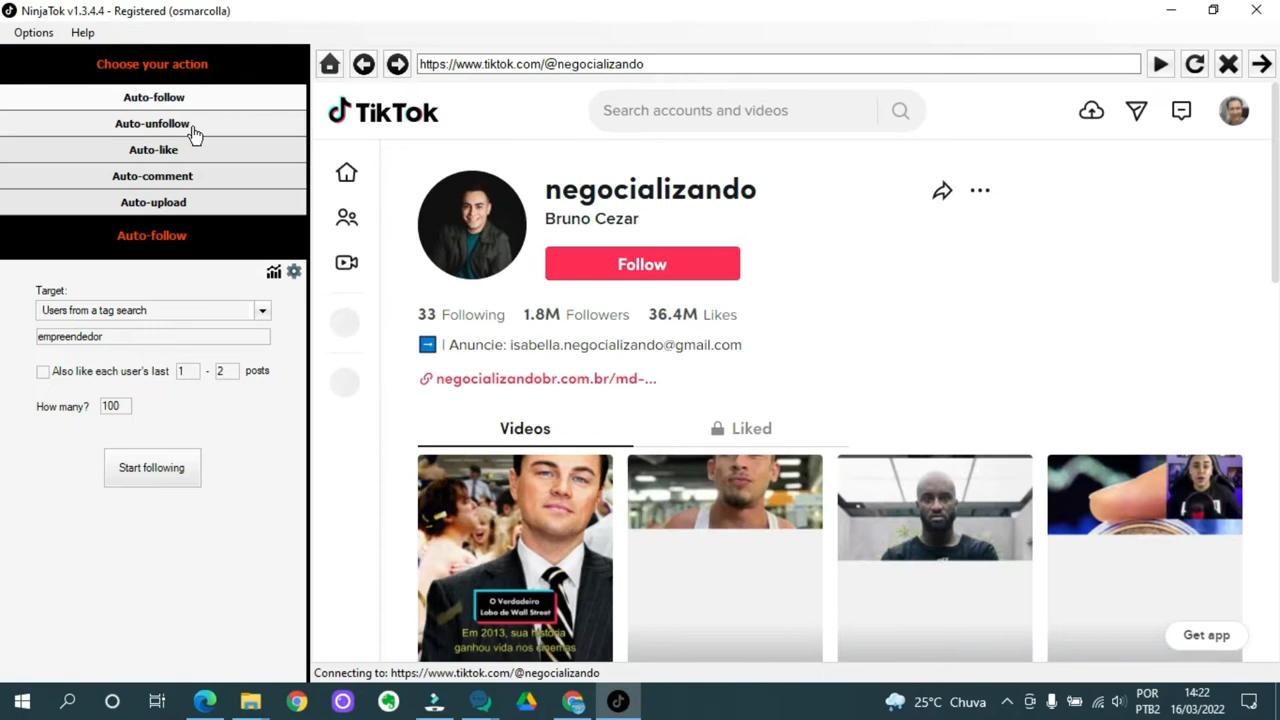 NinjaTok v1.3.4.4 - Registered (osmarcolla)
Options Help
Choose your action
Auto-follow
Auto-unfollow
Auto-like
Auto-comment
Auto-upload
Auto-follow
Target:
Users from a tag search
empreendedor
Also like each user's last 1 - 2 posts
How many? 100
Start following
https://www.tiktok.com/@negocializando
TikTok
Search accounts and videos
negocializando
Bruno Cezar
Follow
33 Following 1.8M Followers 36.4M Likes
| Anuncie: isabella.negocializando@gmail.com
negocializandobr.com.br/md-...
Videos Liked
O Verdadeiro
Lobo de Wall Street
Em 2013, sua história
ganhou vida nos cinemas
Get app
Connecting to: https://www.tiktok.com/@negocializando
25°C Chuva
POR
PTB2
14:22
16/03/2022